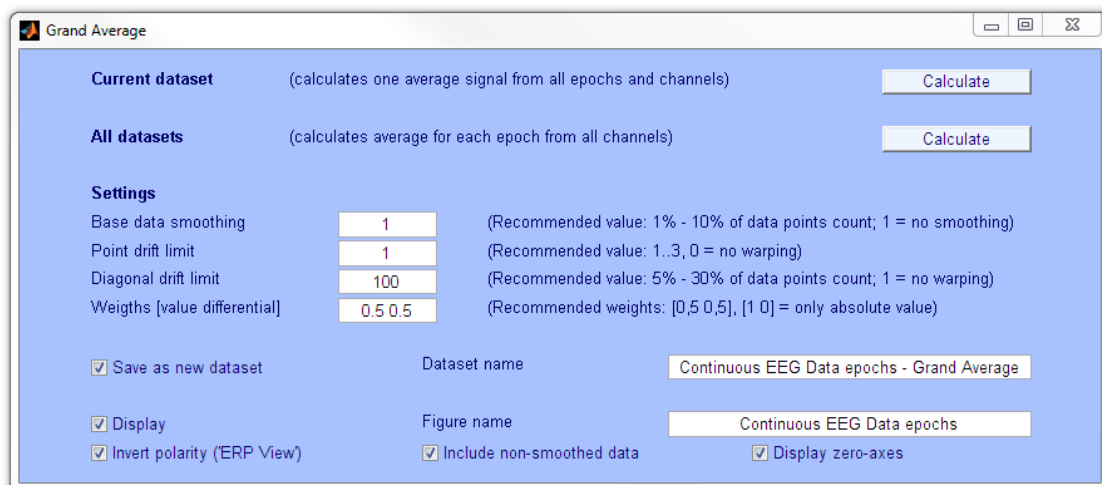 Grand Average
Current dataset (calculates one average signal from all epochs and channels) Calculate
All datasets (calculates average for each epoch from all channels) Calculate
Settings
Base data smoothing 1 (Recommended value: 1% - 10% of data points count; 1 = no smoothing)
Point drift limit 1 (Recommended value: 1..3, 0 = no warping)
Diagonal drift limit 100 (Recommended value: 5% - 30% of data points count; 1 = no warping)
Weigths [value differential] 0.5 0.5 (Recommended weights: [0,5 0,5], [1 0] = only absolute value)
Save as new dataset Dataset name Continuous EEG Data epochs - Grand Average
Display Figure name Continuous EEG Data epochs
Invert polarity ('ERP View') Include non-smoothed data Display zero-axes